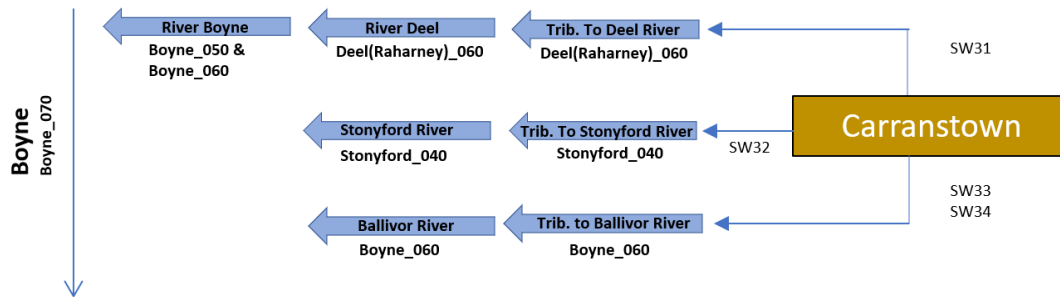 River Boyne
Boyne_050 &
Boyne_060
River Deel
Deel(Raharney)_060
Trib. To Deel River
Deel(Raharney)_060
SW31
Boyne
Boyne_070
Stonyford River
Stonyford_040
Trib. To Stonyford River
Stonyford_040
SW32
Carranstown
SW33
SW34
Ballivor River
Boyne_060
Trib. to Ballivor River
Boyne_060